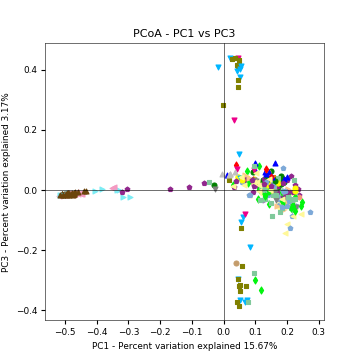 PCoA - PC1 vs PC3
PC3 - Percent variation explained 3.17%
0.4
0.2
0.0
−0.2
−0.4
−0.5 −0.4 −0.3 −0.2 −0.1 0.0 0.1 0.2 0.3
PC1 - Percent variation explained 15.67%